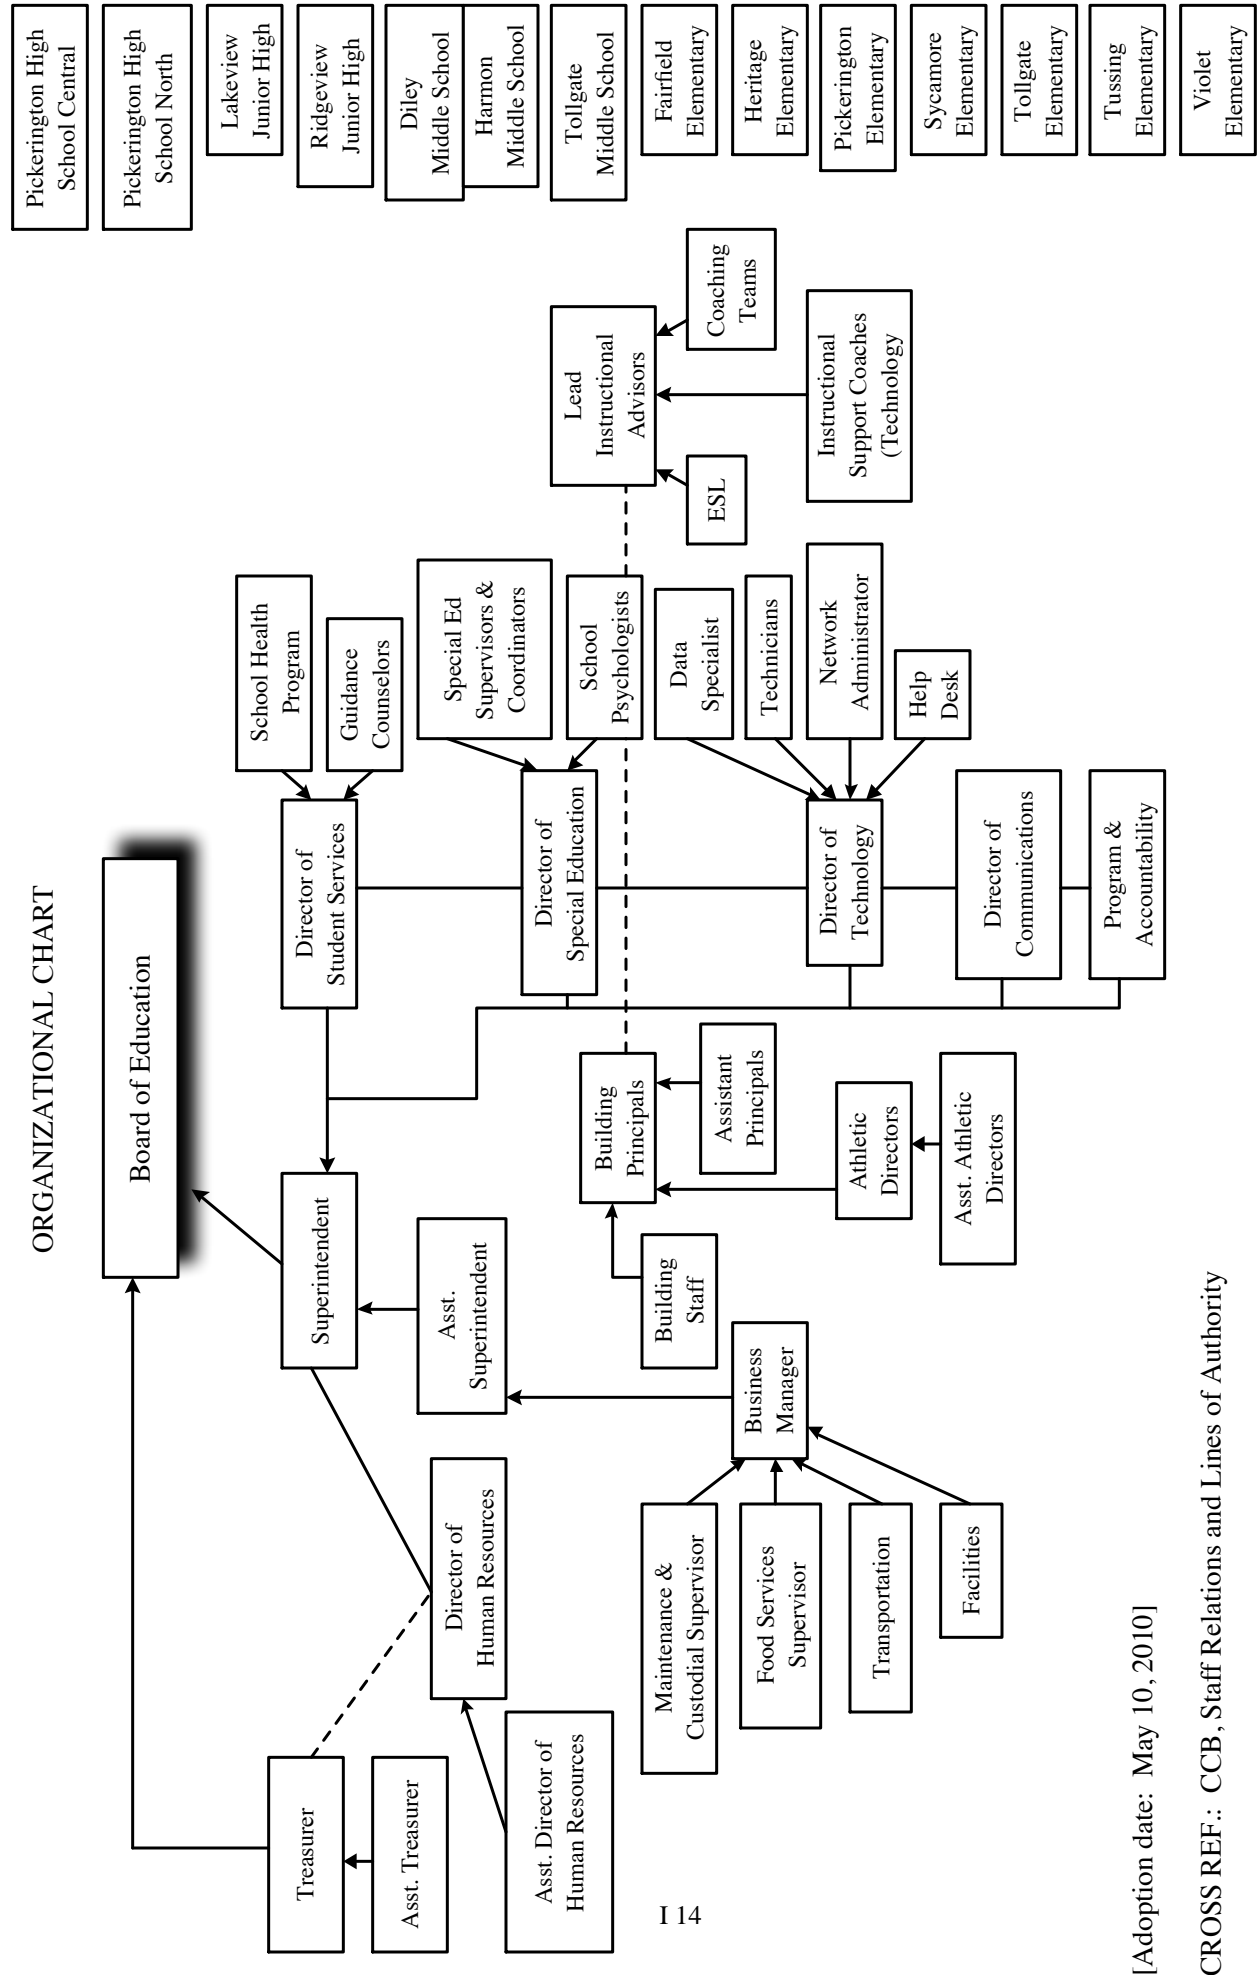 ORGANIZATIONAL CHART
Board of Education
Treasurer
Asst. Treasurer
Superintendent
Asst.
Superintendent
Director of
Human Resources
Asst. Director of
Human Resources
Business
Manager
Maintenance &
Custodial Supervisor
Food Services
Supervisor
Transportation
Facilities
Building
Principals
Building
Staff
Assistant
Principals
Athletic
Directors
Asst. Athletic
Directors
Director of
Student Services
School Health
Program
Guidance
Counselors
Director of
Special Education
Special Ed
Supervisors &
Coordinators
School
Psychologists
Director of
Technology
Data
Specialist
Technicians
Network
Administrator
Help
Desk
Director of
Communications
Program &
Accountability
Lead
Instructional
Advisors
ESL
Instructional
Support Coaches
(Technology
Coaching
Teams
Pickerington High
School Central
Pickerington High
School North
Lakeview
Junior High
Ridgeview
Junior High
Diley
Middle School
Harmon
Middle School
Tollgate
Middle School
Fairfield
Elementary
Heritage
Elementary
Pickerington
Elementary
Sycamore
Elementary
Tollgate
Elementary
Tussing
Elementary
Violet
Elementary
[Adoption date: May 10, 2010]
CROSS REF.: CCB, Staff Relations and Lines of Authority
I 14